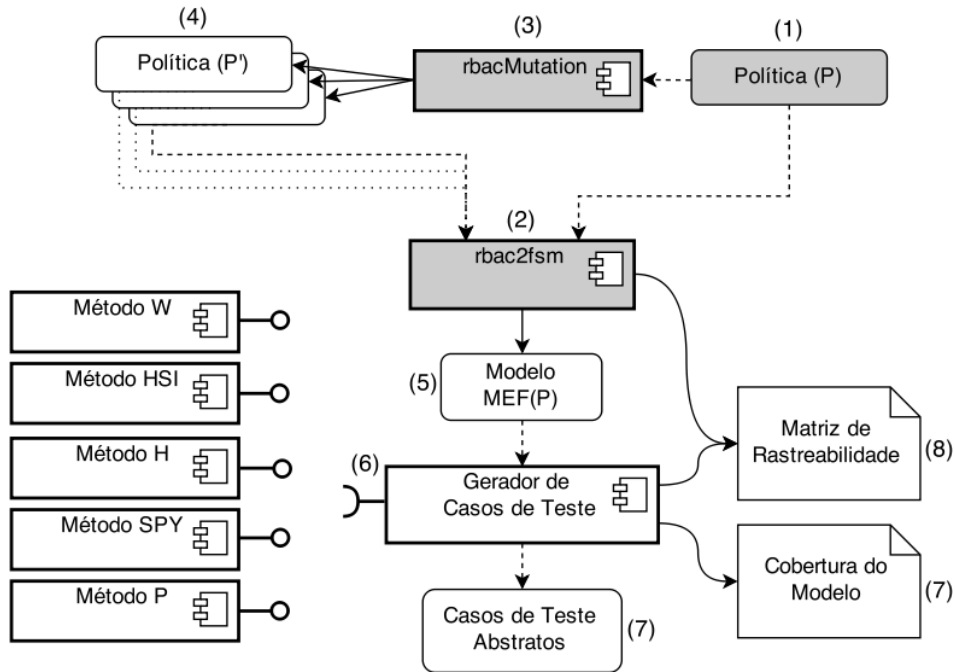 (4)
(3)
(1)
Política (P')
rbacMutation
Política (P)
(2)
rbac2fsm
Método W
Método HSI
Método H
Método SPY
Método P
(5)
Modelo
MEF(P)
(6)
Gerador de
Casos de Teste
Matriz de
Rastreabilidade
(8)
Cobertura do
Modelo
(7)
Casos de Teste
Abstratos
(7)